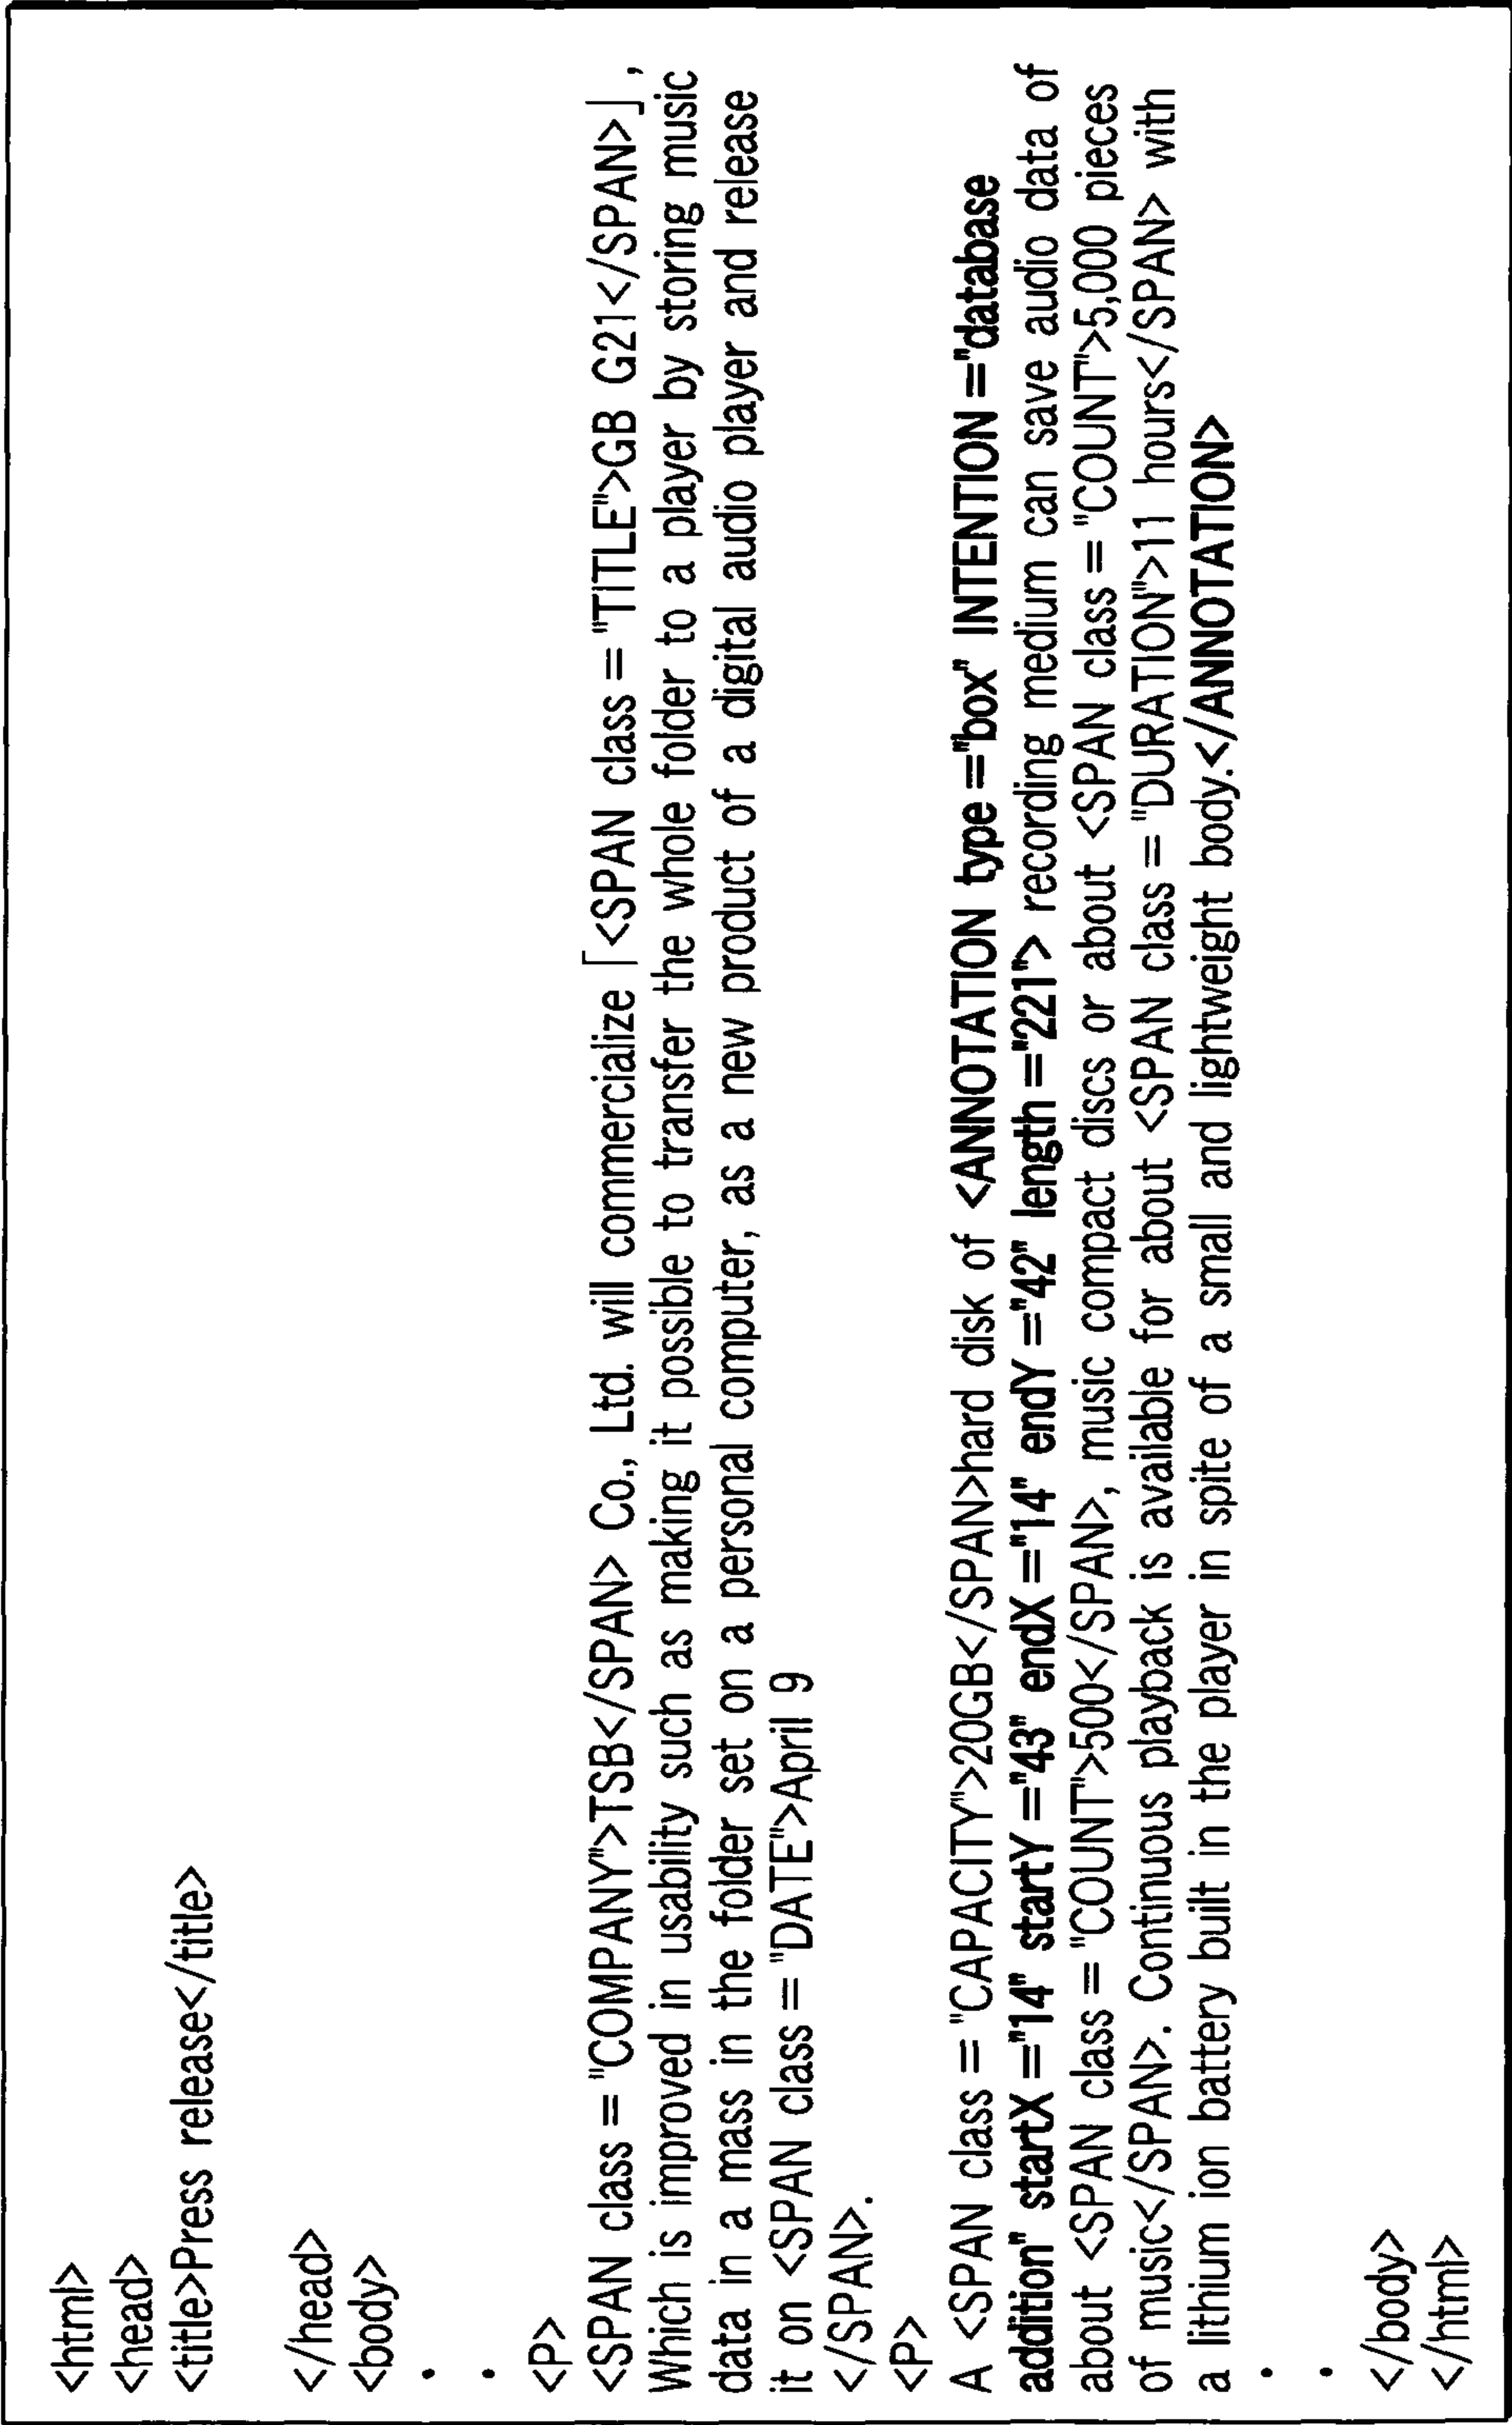 <html>
<head>
<title>Press release</title>
</head>
<body>
•
•
<P>
<SPAN class = "COMPANY">TSB</SPAN> Co., Ltd. will commercialize ⌈<SPAN class = "TITLE">GB G21</SPAN>⌋ ,
Which is improved in usability such as making it possible to transfer the whole folder to a player by storing music
data in a mass in the folder set on a personal computer, as a new product of a digital audio player and release
it on <SPAN class = "DATE">April 9
</SPAN>.
<P>
A <SPAN class = "CAPACITY">20GB</SPAN>hard disk of <ANNOTATION type ="box" INTENTION ="database
addition" startX ="14" startY ="43" endX ="14" endY ="42" length ="221"> recording medium can save audio data of
about <SPAN class = "COUNT">500</SPAN>, music compact discs or about <SPAN class = "COUNT">5,000 pieces
of music</SPAN>. Continuous playback is available for about <SPAN class = "DURATION">11 hours</SPAN> with
a lithium ion battery built in the player in spite of a small and lightweight body.</ANNOTATION>
•
•
</body>
</html>